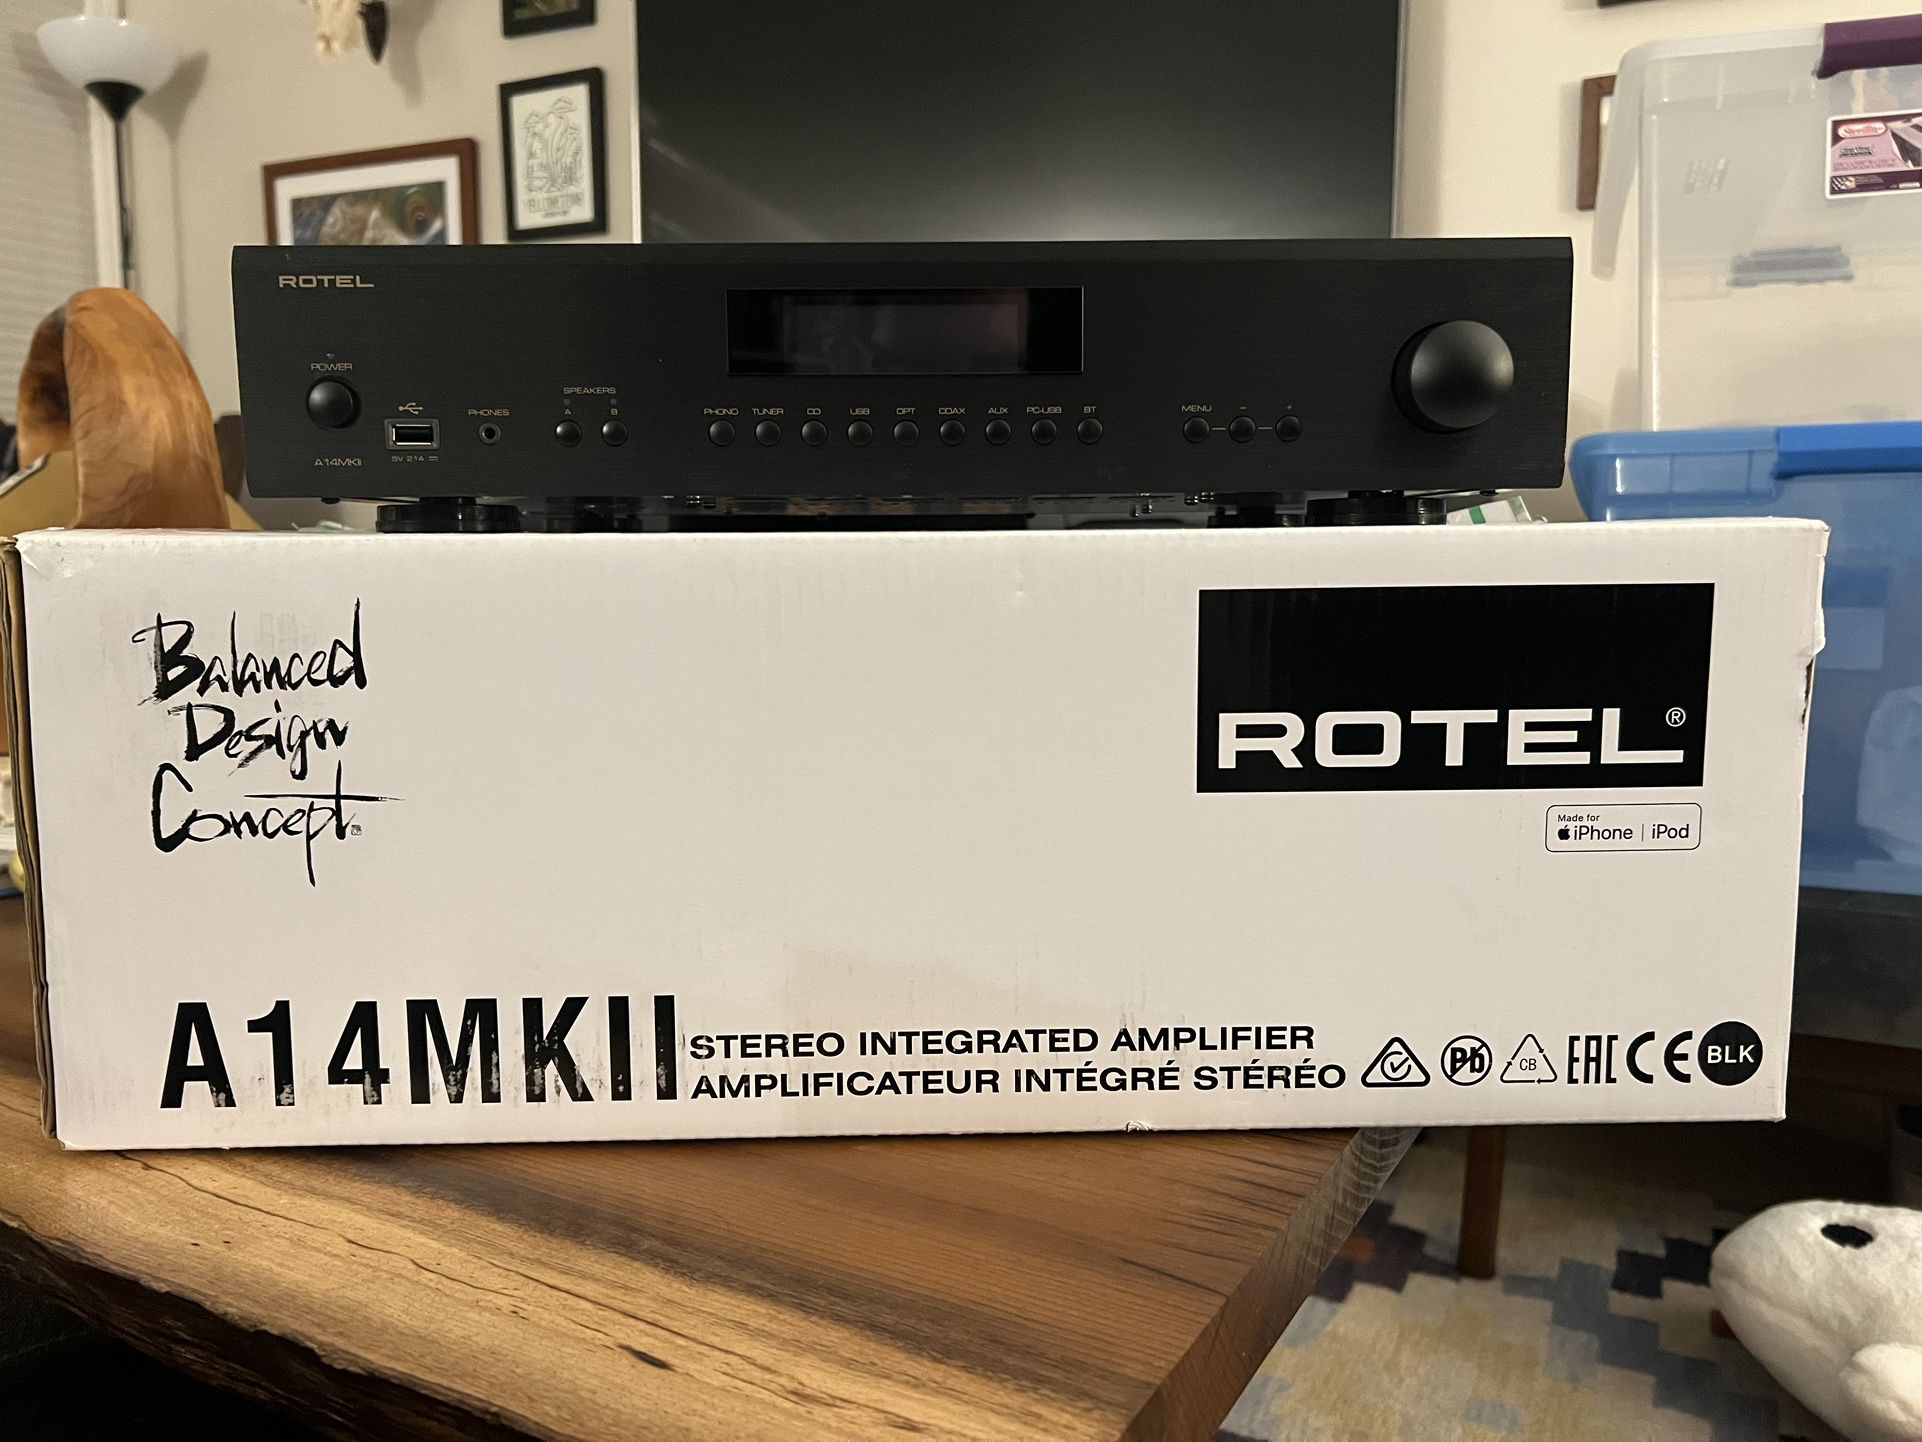 ROTEL
POWER
A14MKII
5V 2.1A
PHONES
SPEAKERS
A B
PHONO TUNER CD USB OPT COAX AUX PC-USB BT
MENU - +
Balanced
Design
Concept
ROTEL®
Made for
iPhone | iPod
A14MKII
STEREO INTEGRATED AMPLIFIER
AMPLIFICATEUR INTÉGRÉ STÉRÉO
Pb
CB
EAC
CE
BLK